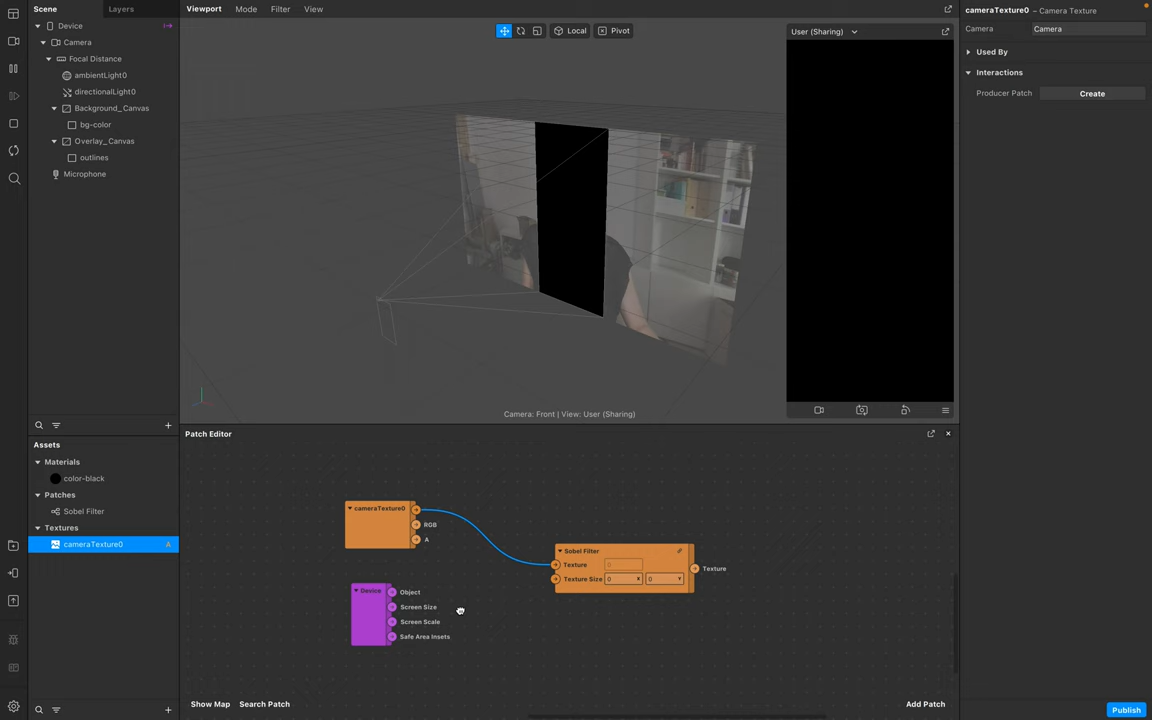 Scene
Layers
Device
Camera
Focal Distance
ambientLight0
directionalLight0
Background_Canvas
bg-color
Overlay_Canvas
outlines
Microphone
Assets
Materials
color-black
Patches
Sobel Filter
Textures
cameraTexture0
A
Viewport
Mode
Filter
View
Local
Pivot
User (Sharing)
Camera: Front | View: User (Sharing)
Patch Editor
cameraTexture0
RGB
A
Device
Object
Screen Size
Screen Scale
Safe Area Insets
Sobel Filter
Texture 0
Texture Size 0 X 0 Y
Texture
Show Map
Search Patch
Add Patch
cameraTexture0 – Camera Texture
Camera Camera
Used By
Interactions
Producer Patch Create
Publish